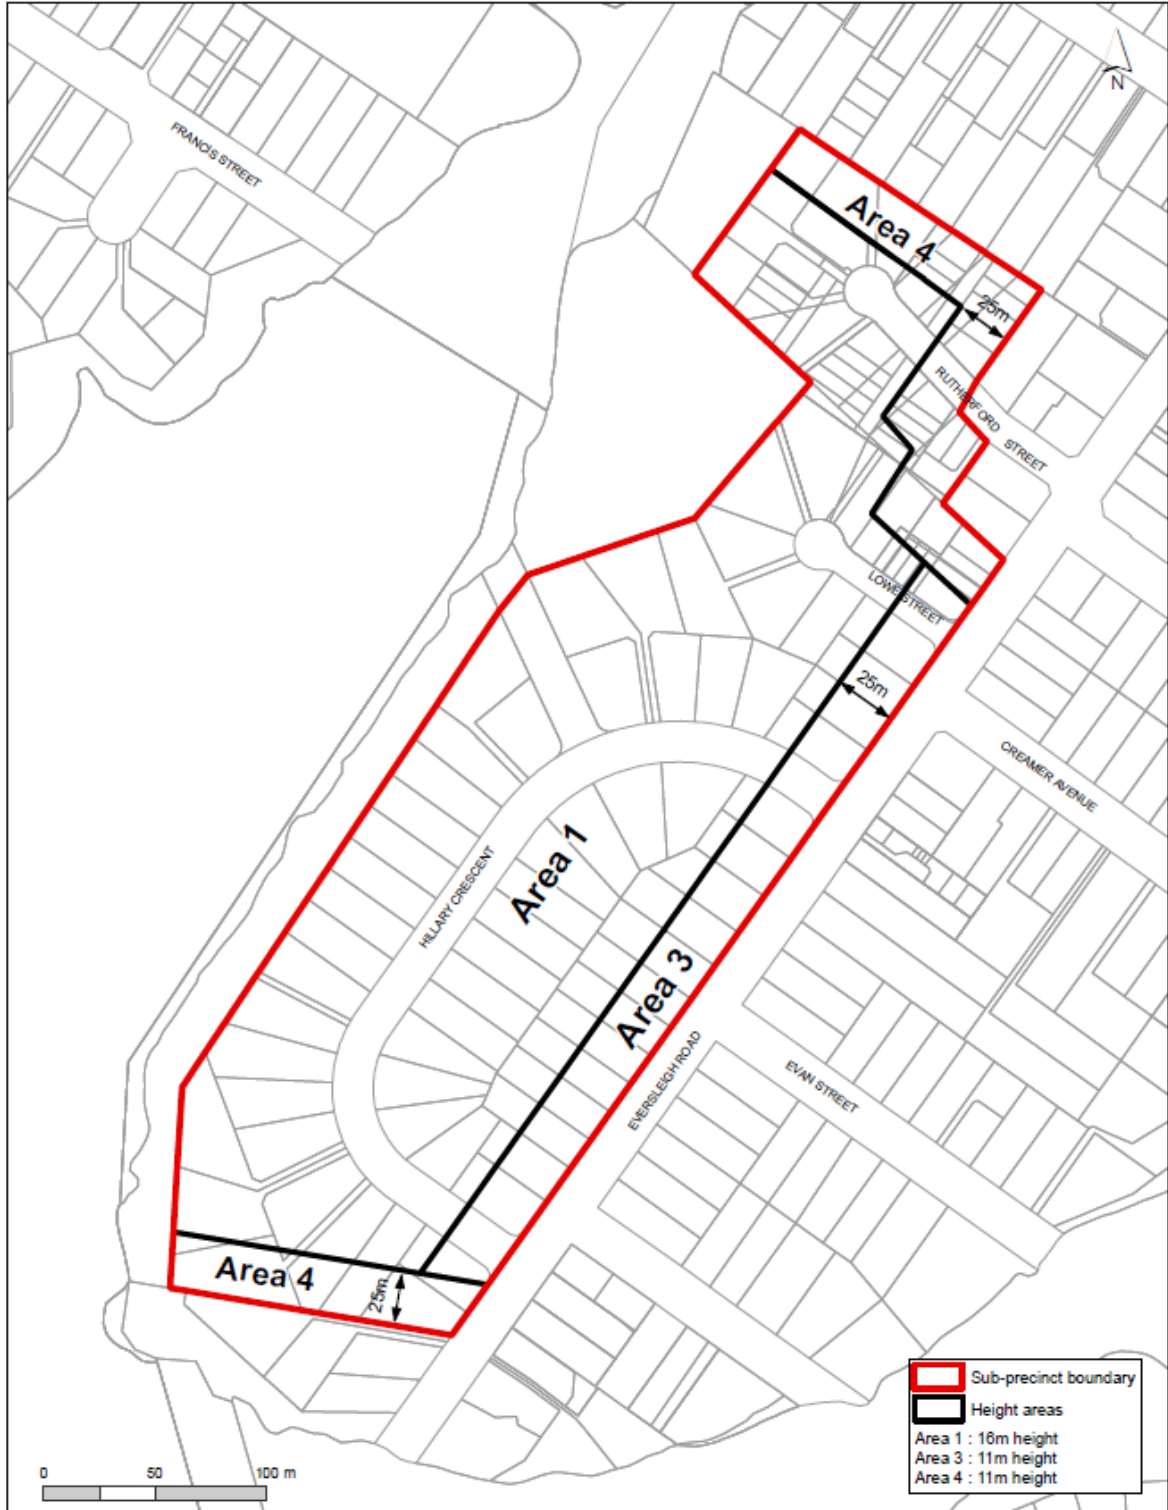 N
FRANCIS STREET
Area 4
25m
RUTHERFORD STREET
LOWE STREET
25m
CREAMER AVENUE
Area 1
HILLARY CRESCENT
Area 3
EVERSLEIGH ROAD
EVAN STREET
Area 4
25m
Sub-precinct boundary
Height areas
Area 1 : 16m height
Area 3 : 11m height
Area 4 : 11m height
0 50 100 m